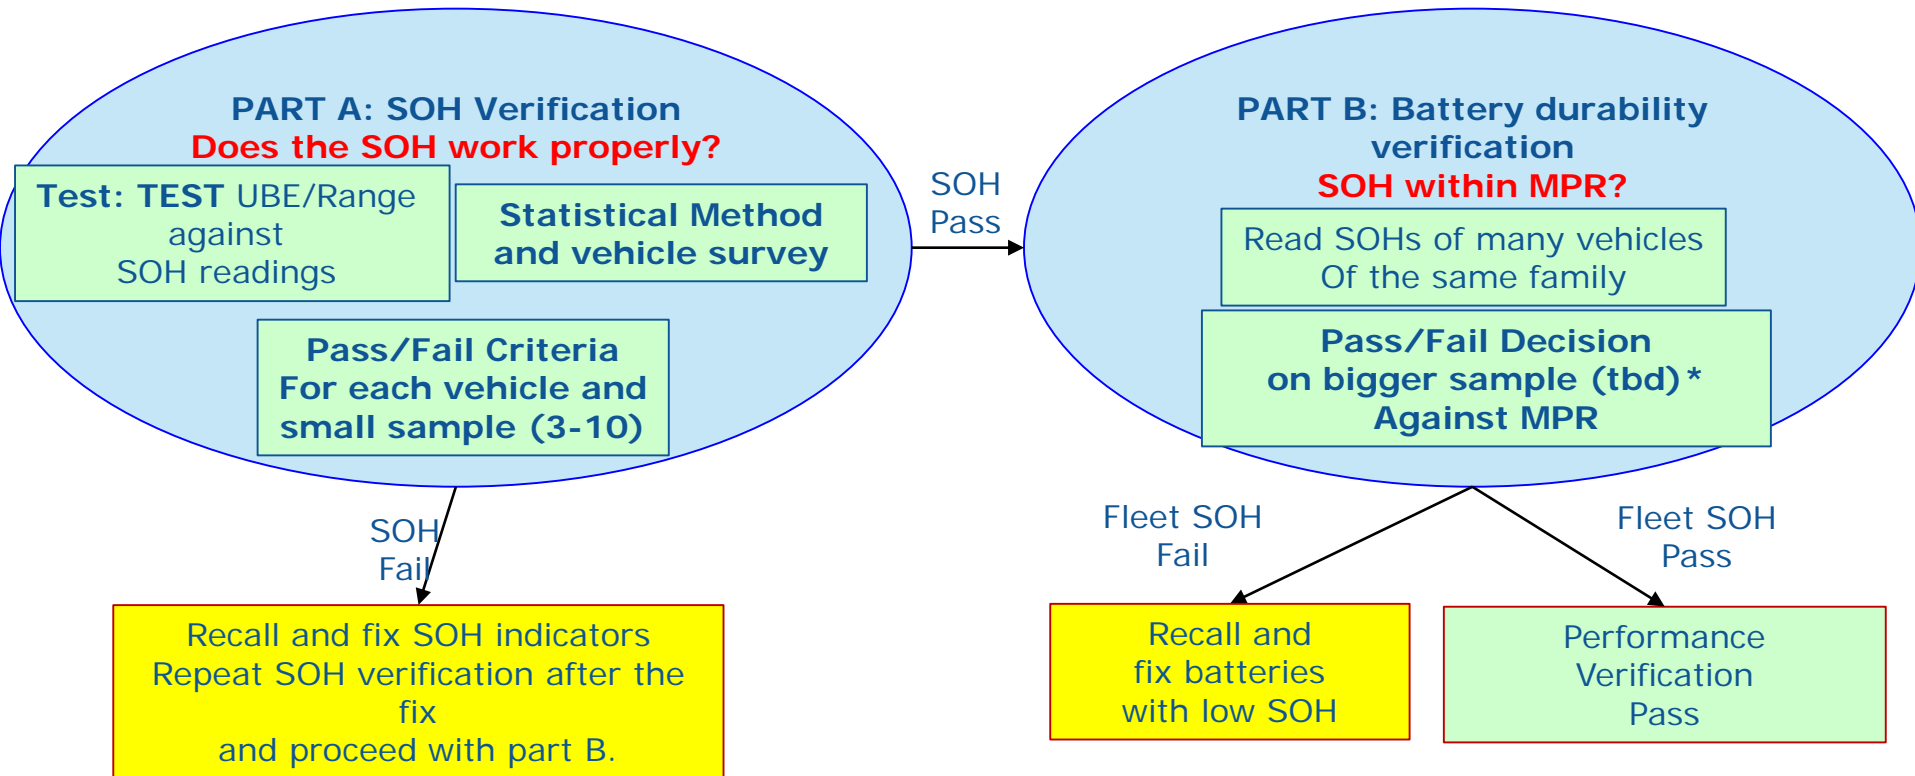 PART A: SOH Verification
Does the SOH work properly?
Test: TEST UBE/Range
against
SOH readings
Statistical Method
and vehicle survey
Pass/Fail Criteria
For each vehicle and
small sample (3-10)
SOH
Pass
PART B: Battery durability
verification
SOH within MPR?
Read SOHs of many vehicles
Of the same family
Pass/Fail Decision
on bigger sample (tbd)*
Against MPR
SOH
Fail
Recall and fix SOH indicators
Repeat SOH verification after the
fix
and proceed with part B.
Fleet SOH
Fail
Recall and
fix batteries
with low SOH
Fleet SOH
Pass
Performance
Verification
Pass